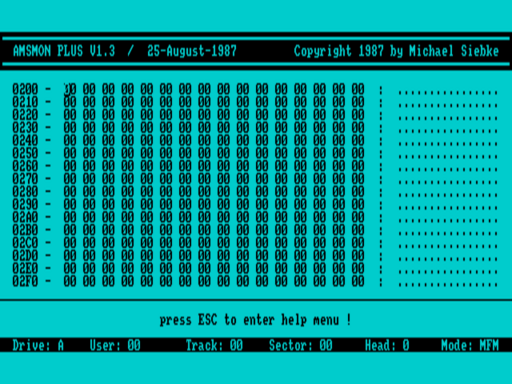 AMSMON PLUS V1.3 / 25-August-1987 Copyright 1987 by Michael Siebke
0200 - 00 00 00 00 00 00 00 00 00 00 00 00 00 00 00 00 : ................
0210 - 00 00 00 00 00 00 00 00 00 00 00 00 00 00 00 00 : ................
0220 - 00 00 00 00 00 00 00 00 00 00 00 00 00 00 00 00 : ................
0230 - 00 00 00 00 00 00 00 00 00 00 00 00 00 00 00 00 : ................
0240 - 00 00 00 00 00 00 00 00 00 00 00 00 00 00 00 00 : ................
0250 - 00 00 00 00 00 00 00 00 00 00 00 00 00 00 00 00 : ................
0260 - 00 00 00 00 00 00 00 00 00 00 00 00 00 00 00 00 : ................
0270 - 00 00 00 00 00 00 00 00 00 00 00 00 00 00 00 00 : ................
0280 - 00 00 00 00 00 00 00 00 00 00 00 00 00 00 00 00 : ................
0290 - 00 00 00 00 00 00 00 00 00 00 00 00 00 00 00 00 : ................
02A0 - 00 00 00 00 00 00 00 00 00 00 00 00 00 00 00 00 : ................
02B0 - 00 00 00 00 00 00 00 00 00 00 00 00 00 00 00 00 : ................
02C0 - 00 00 00 00 00 00 00 00 00 00 00 00 00 00 00 00 : ................
02D0 - 00 00 00 00 00 00 00 00 00 00 00 00 00 00 00 00 : ................
02E0 - 00 00 00 00 00 00 00 00 00 00 00 00 00 00 00 00 : ................
02F0 - 00 00 00 00 00 00 00 00 00 00 00 00 00 00 00 00 : ................
press ESC to enter help menu !
Drive: A User: 00 Track: 00 Sector: 00 Head: 0 Mode: MFM